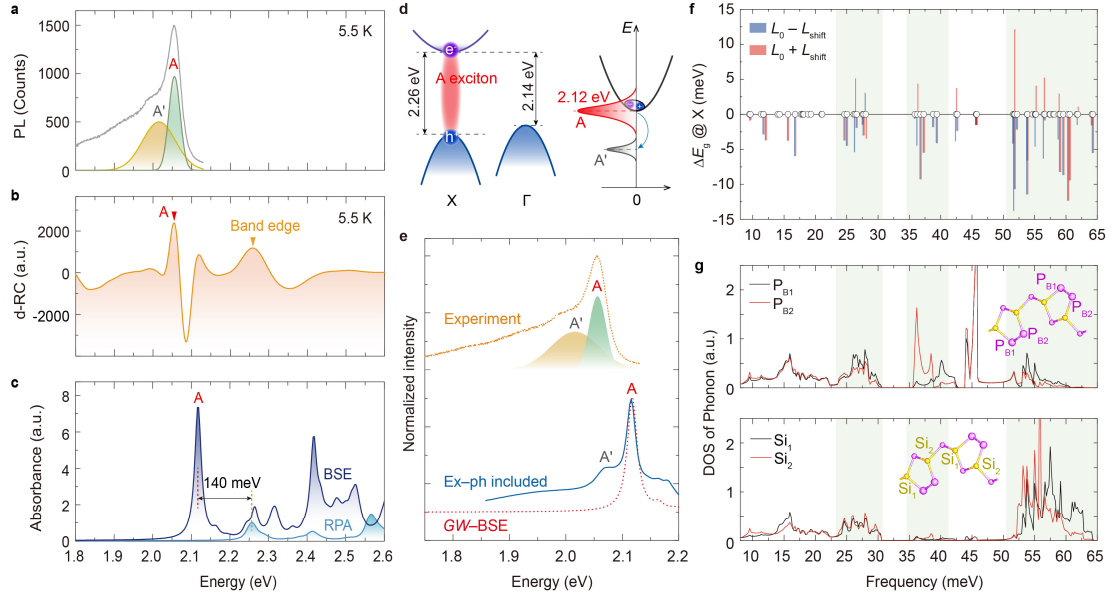 a
5.5 K
A
A'
PL (Counts)
1500
1000
500
0
b
5.5 K
A
Band edge
d-RC (a.u.)
2000
0
-2000
c
A
140 meV
BSE
RPA
Absorbance (a.u.)
8
6
4
2
0
1.8 1.9 2.0 2.1 2.2 2.3 2.4 2.5 2.6
Energy (eV)
d
e
2.26 eV
A exciton
2.14 eV
h
X
Γ
E
2.12 eV
A
A'
0
e
Normalized intensity
Experiment
A
A'
A
A'
Ex–ph included
GW–BSE
1.8 1.9 2.0 2.1 2.2
Energy (eV)
f
L0 − Lshift
L0 + Lshift
ΔEg @ X (meV)
15
10
5
0
-5
-10
-15
10 15 20 25 30 35 40 45 50 55 60 65
g
PB1
PB2
PB1
PB2
PB1
PB2
2
1
0
DOS of Phonon (a.u.)
Si1
Si2
Si2
Si1
Si2
Si1
2
1
0
10 15 20 25 30 35 40 45 50 55 60 65
Frequency (meV)